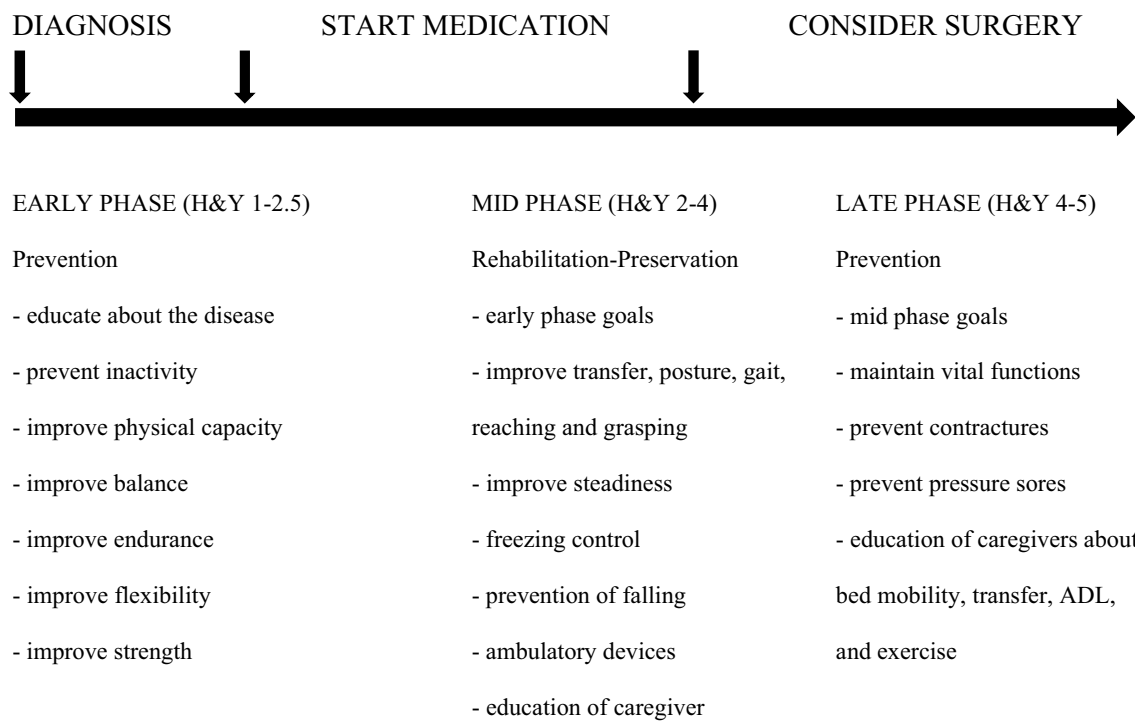 DIAGNOSIS
START MEDICATION
CONSIDER SURGERY
EARLY PHASE (H&Y 1-2.5)
Prevention
- educate about the disease
- prevent inactivity
- improve physical capacity
- improve balance
- improve endurance
- improve flexibility
- improve strength
MID PHASE (H&Y 2-4)
Rehabilitation-Preservation
- early phase goals
- improve transfer, posture, gait,
reaching and grasping
- improve steadiness
- freezing control
- prevention of falling
- ambulatory devices
- education of caregiver
LATE PHASE (H&Y 4-5)
Prevention
- mid phase goals
- maintain vital functions
- prevent contractures
- prevent pressure sores
- education of caregivers about
bed mobility, transfer, ADL,
and exercise